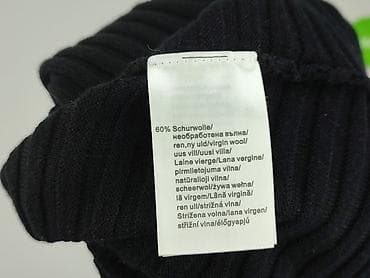 60% Schurwolle/
необработена вълна/
ren.ny uld/virgin wool/
uus vill/uusi villa/
Laine vierge/Lana vergine/
pirmlietojuma vilna/
natūralioji vilna/
scheerwol/żywa wełna/
lã virgem/Lână virgină/
ren ull/strižná vlna/
Strižena volna/lana virgen/
střižní vlna/élőgyapjú